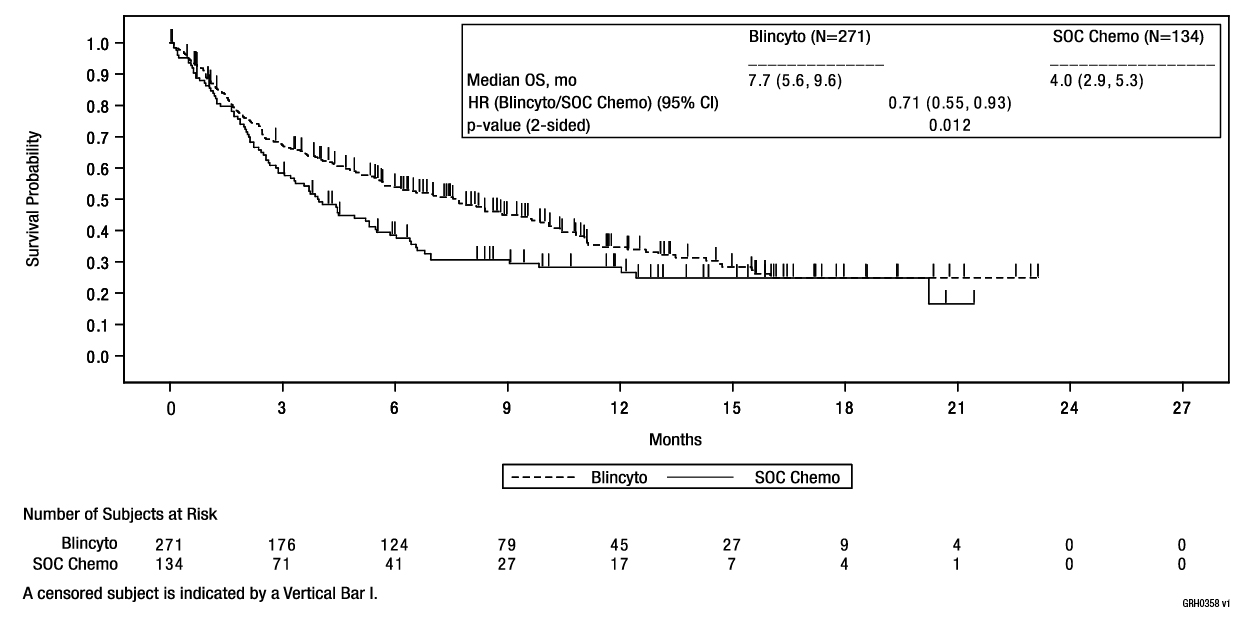 Blincyto (N=271) SOC Chemo (N=134)
Median OS, mo 7.7 (5.6, 9.6) 4.0 (2.9, 5.3)
HR (Blincyto/SOC Chemo) (95% CI) 0.71 (0.55, 0.93)
p-value (2-sided) 0.012
Survival Probability
1.0
0.9
0.8
0.7
0.6
0.5
0.4
0.3
0.2
0.1
0.0
0 3 6 9 12 15 18 21 24 27
Months
Blincyto SOC Chemo
Number of Subjects at Risk
Blincyto 271 176 124 79 45 27 9 4 0 0
SOC Chemo 134 71 41 27 17 7 4 1 0 0
A censored subject is indicated by a Vertical Bar I.
GRH0358 v1